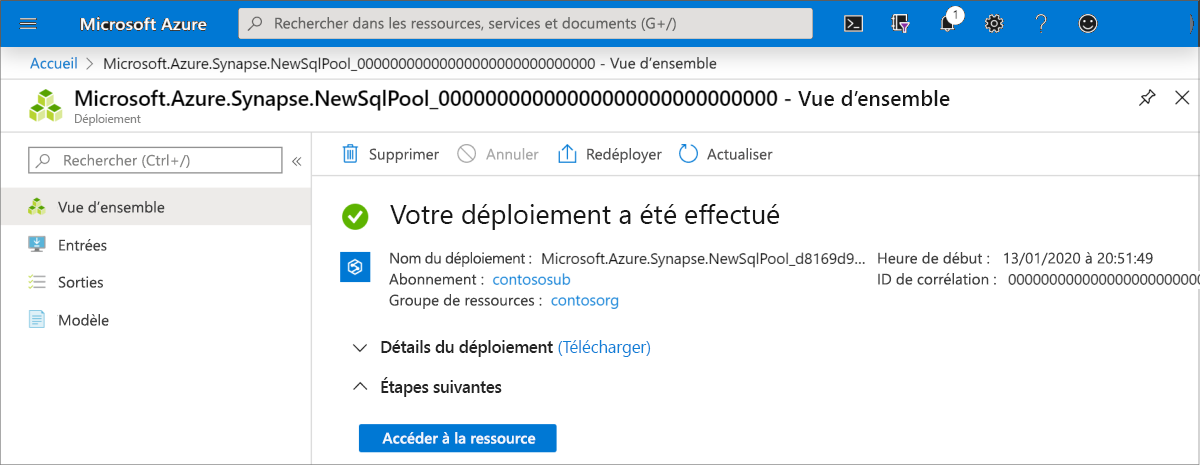 Microsoft Azure
Rechercher dans les ressources, services et documents (G+/)
1
Accueil > Microsoft.Azure.Synapse.NewSqlPool_0000000000000000000000000000 - Vue d’ensemble
Microsoft.Azure.Synapse.NewSqlPool_0000000000000000000000000000 - Vue d’ensemble
Déploiement
Rechercher (Ctrl+/)
«
Supprimer
Annuler
Redéployer
Actualiser
Vue d’ensemble
Entrées
Sorties
Modèle
Votre déploiement a été effectué
Nom du déploiement : Microsoft.Azure.Synapse.NewSqlPool_d8169d9...
Abonnement : contososub
Groupe de ressources : contosorg
Heure de début : 13/01/2020 à 20:51:49
ID de corrélation : 00000000000000000000000
Détails du déploiement (Télécharger)
Étapes suivantes
Accéder à la ressource